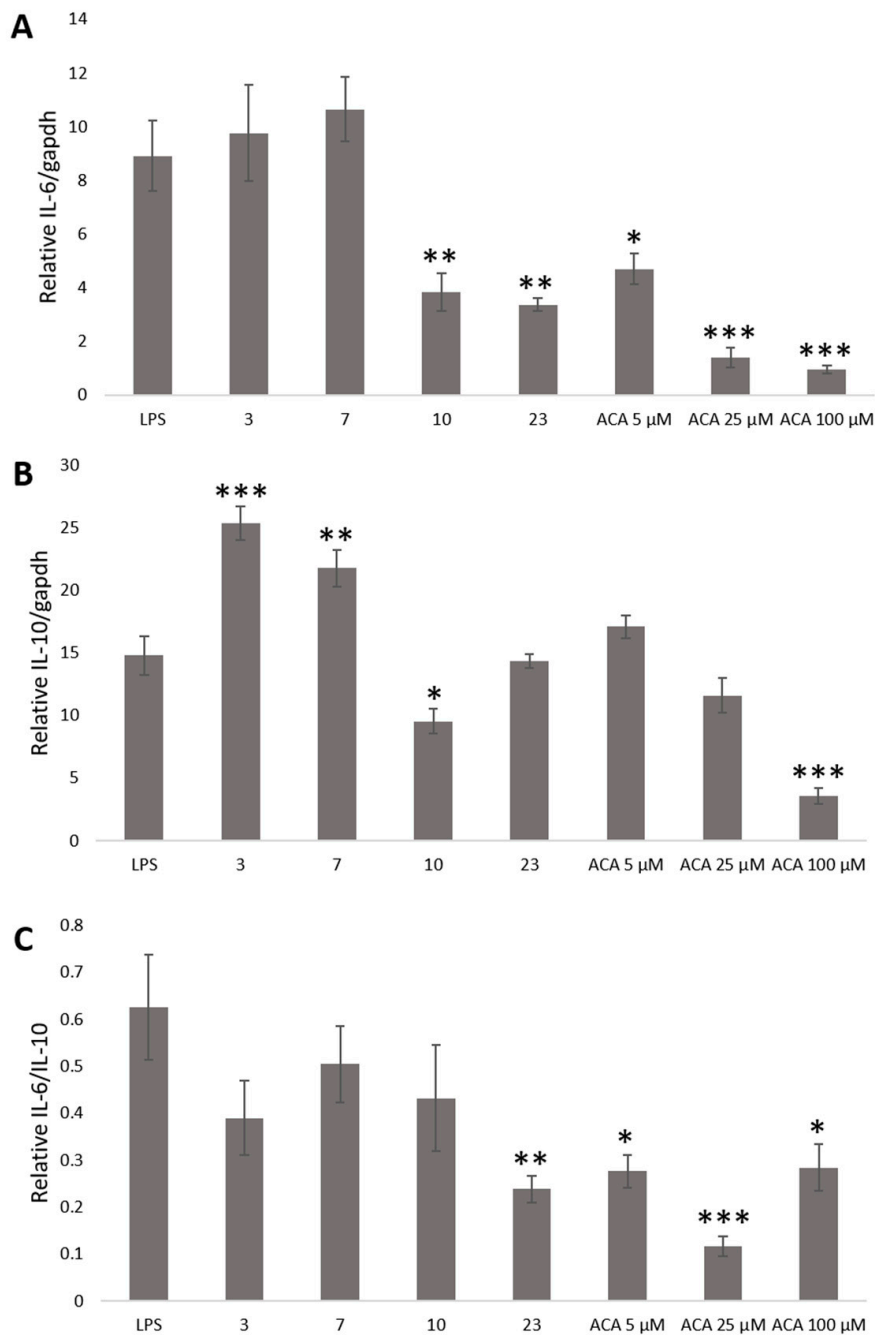 A
Relative IL-6/gapdh
14
12
10
8
6
4
2
0
** ** * *** ***
LPS 3 7 10 23 ACA 5 µM ACA 25 µM ACA 100 µM
B
Relative IL-10/gapdh
30
25
20
15
10
5
0
*** ** * ***
LPS 3 7 10 23 ACA 5 µM ACA 25 µM ACA 100 µM
C
Relative IL-6/IL-10
0.8
0.7
0.6
0.5
0.4
0.3
0.2
0.1
0
** * *** *
LPS 3 7 10 23 ACA 5 µM ACA 25 µM ACA 100 µM